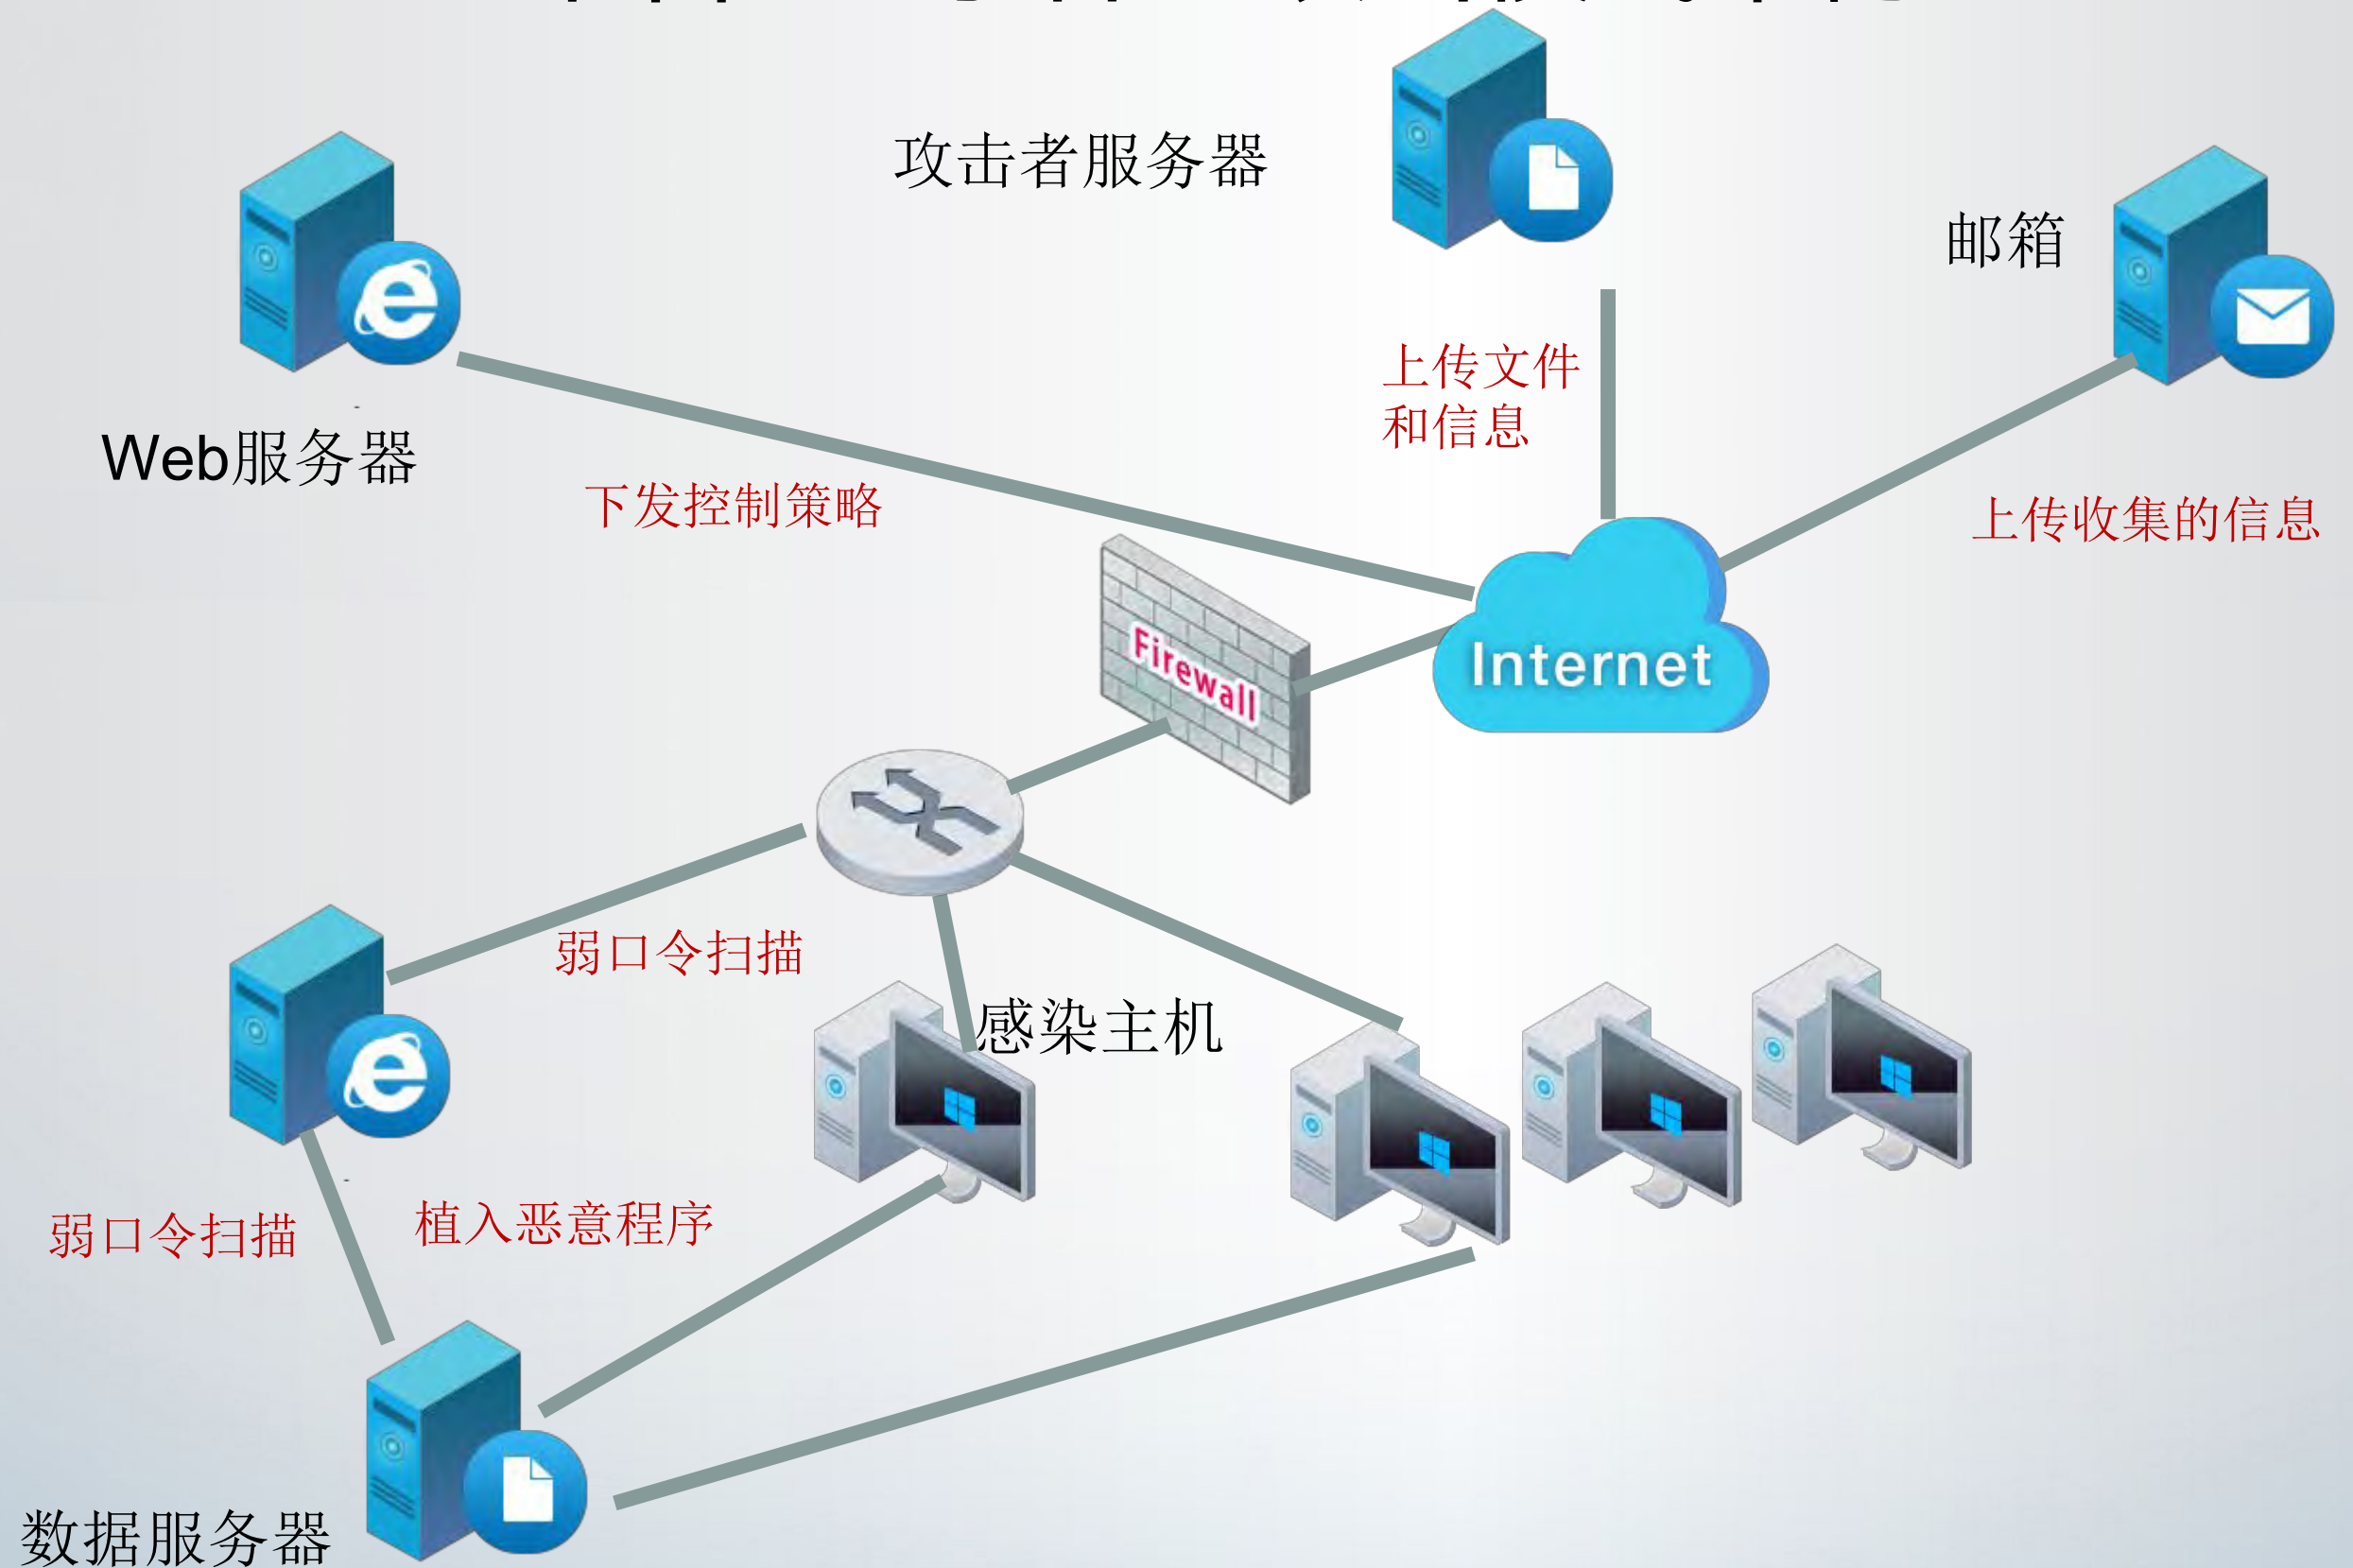 攻击者服务器
邮箱
上传文件
和信息
Web服务器
下发控制策略
上传收集的信息
Firewall
Internet
弱口令扫描
感染主机
弱口令扫描
植入恶意程序
数据服务器